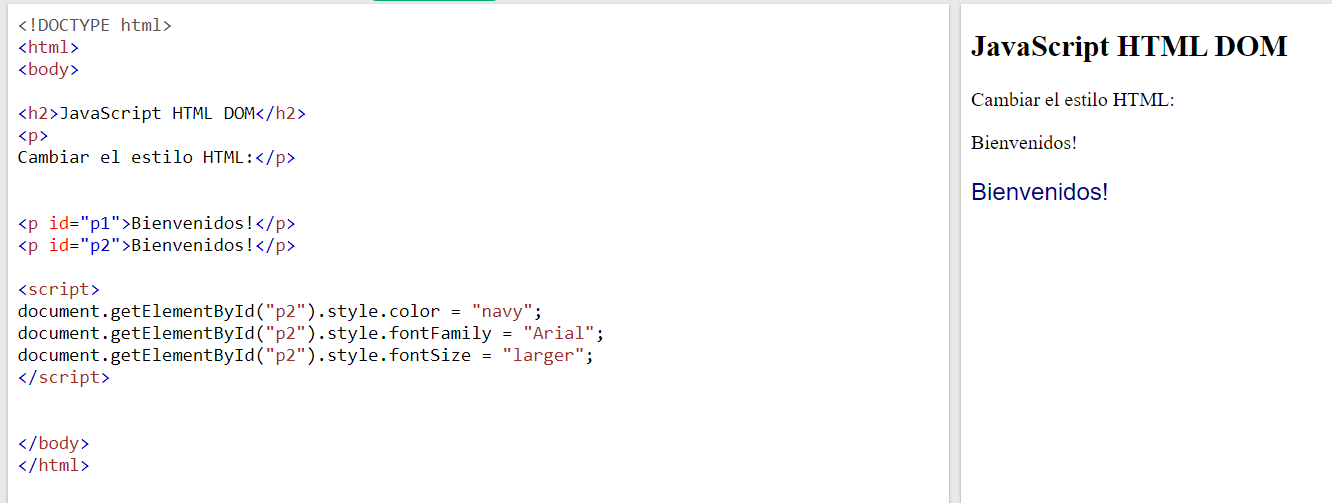 <!DOCTYPE html>
<html>
<body>
<h2>JavaScript HTML DOM</h2>
<p>
Cambiar el estilo HTML:</p>
<p id="p1">Bienvenidos!</p>
<p id="p2">Bienvenidos!</p>
<script>
document.getElementById("p2").style.color = "navy";
document.getElementById("p2").style.fontFamily = "Arial";
document.getElementById("p2").style.fontSize = "larger";
</script>
</body>
</html>
JavaScript HTML DOM
Cambiar el estilo HTML:
Bienvenidos!
Bienvenidos!